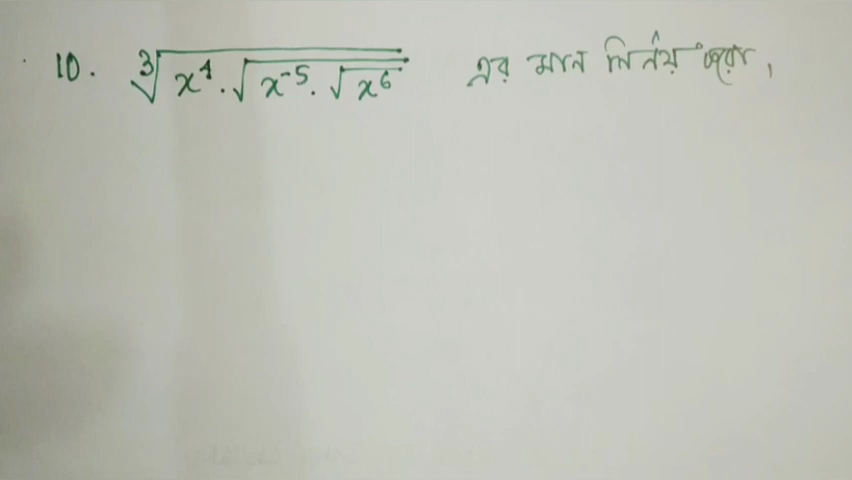 10. ∛(x⁴·√(x⁻⁵·√(x⁶))) এর মান নির্ণয় করো,